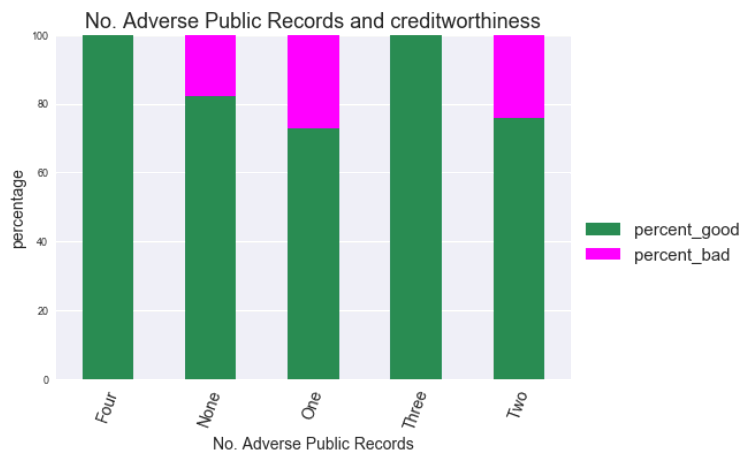 No. Adverse Public Records and creditworthiness
100
80
60
40
20
0
percentage
Four
None
One
Three
Two
No. Adverse Public Records
percent_good
percent_bad